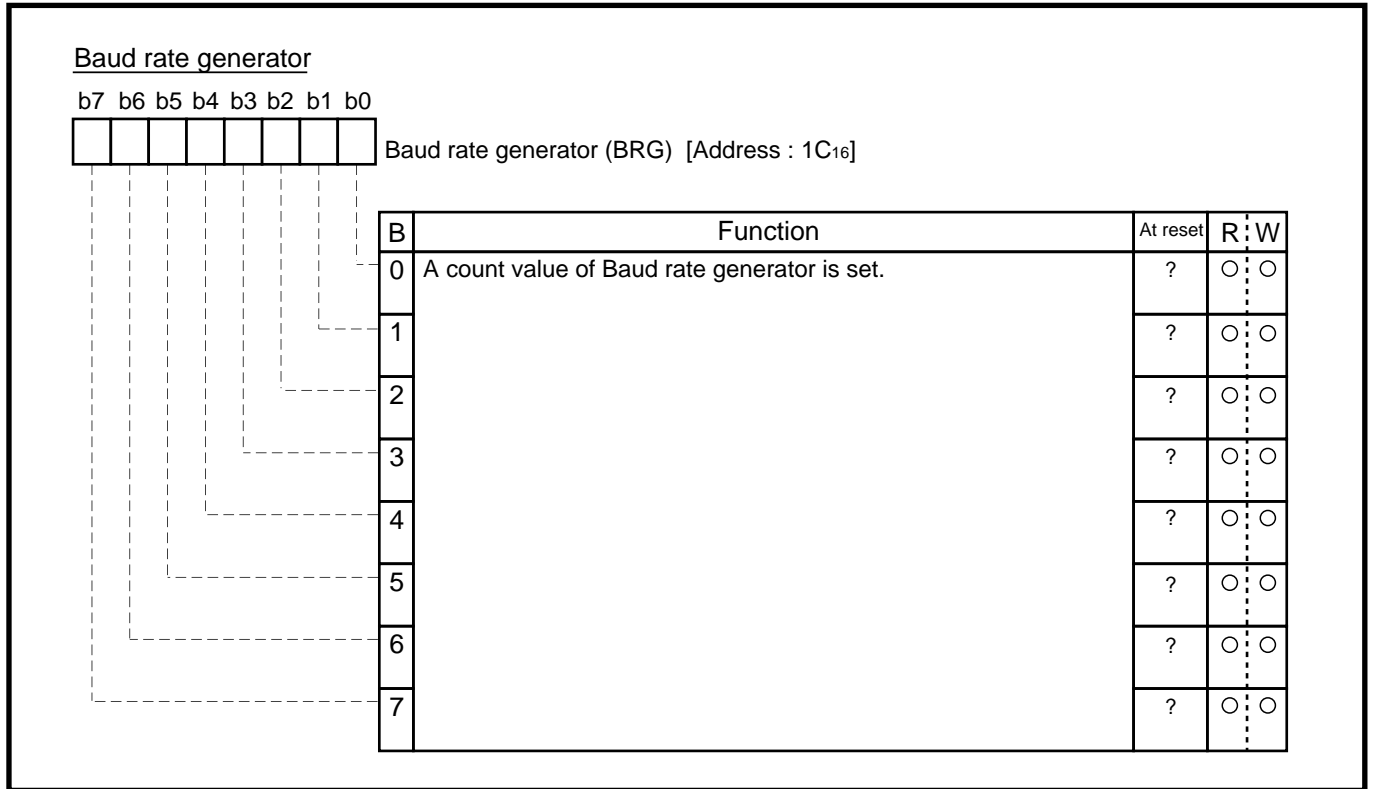 Baud rate generator
b7 b6 b5 b4 b3 b2 b1 b0
Baud rate generator (BRG) [Address : 1C16]
B Function At reset R W
0 A count value of Baud rate generator is set. ? ○ ○
1 ? ○ ○
2 ? ○ ○
3 ? ○ ○
4 ? ○ ○
5 ? ○ ○
6 ? ○ ○
7 ? ○ ○